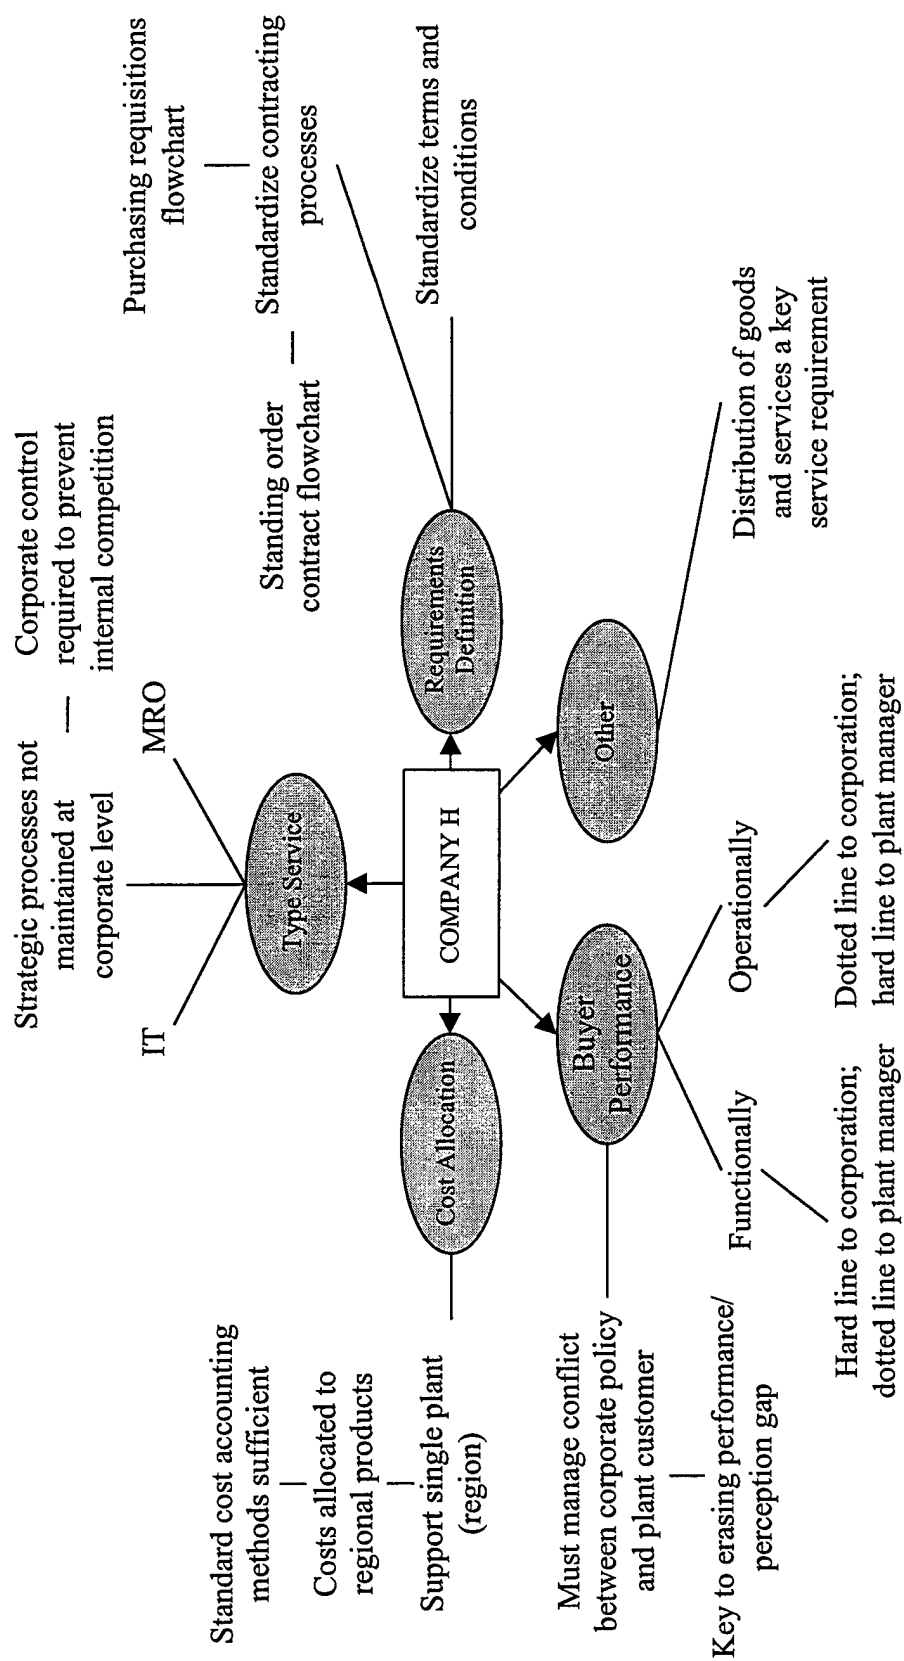 Strategic processes not
maintained at
corporate level
Corporate control
required to prevent
internal competition
IT
MRO
Purchasing requisitions
flowchart
Standardize contracting
processes
Standing order
contract flowchart
Standardize terms and
conditions
Standard cost accounting
methods sufficient
Costs allocated to
regional products
Support single plant
(region)
Type Service
Cost Allocation
COMPANY H
Requirements
Definition
Buyer
Performance
Other
Must manage conflict
between corporate policy
and plant customer
Key to erasing performance/
perception gap
Functionally
Hard line to corporation;
dotted line to plant manager
Operationally
Dotted line to corporation;
hard line to plant manager
Distribution of goods
and services a key
service requirement